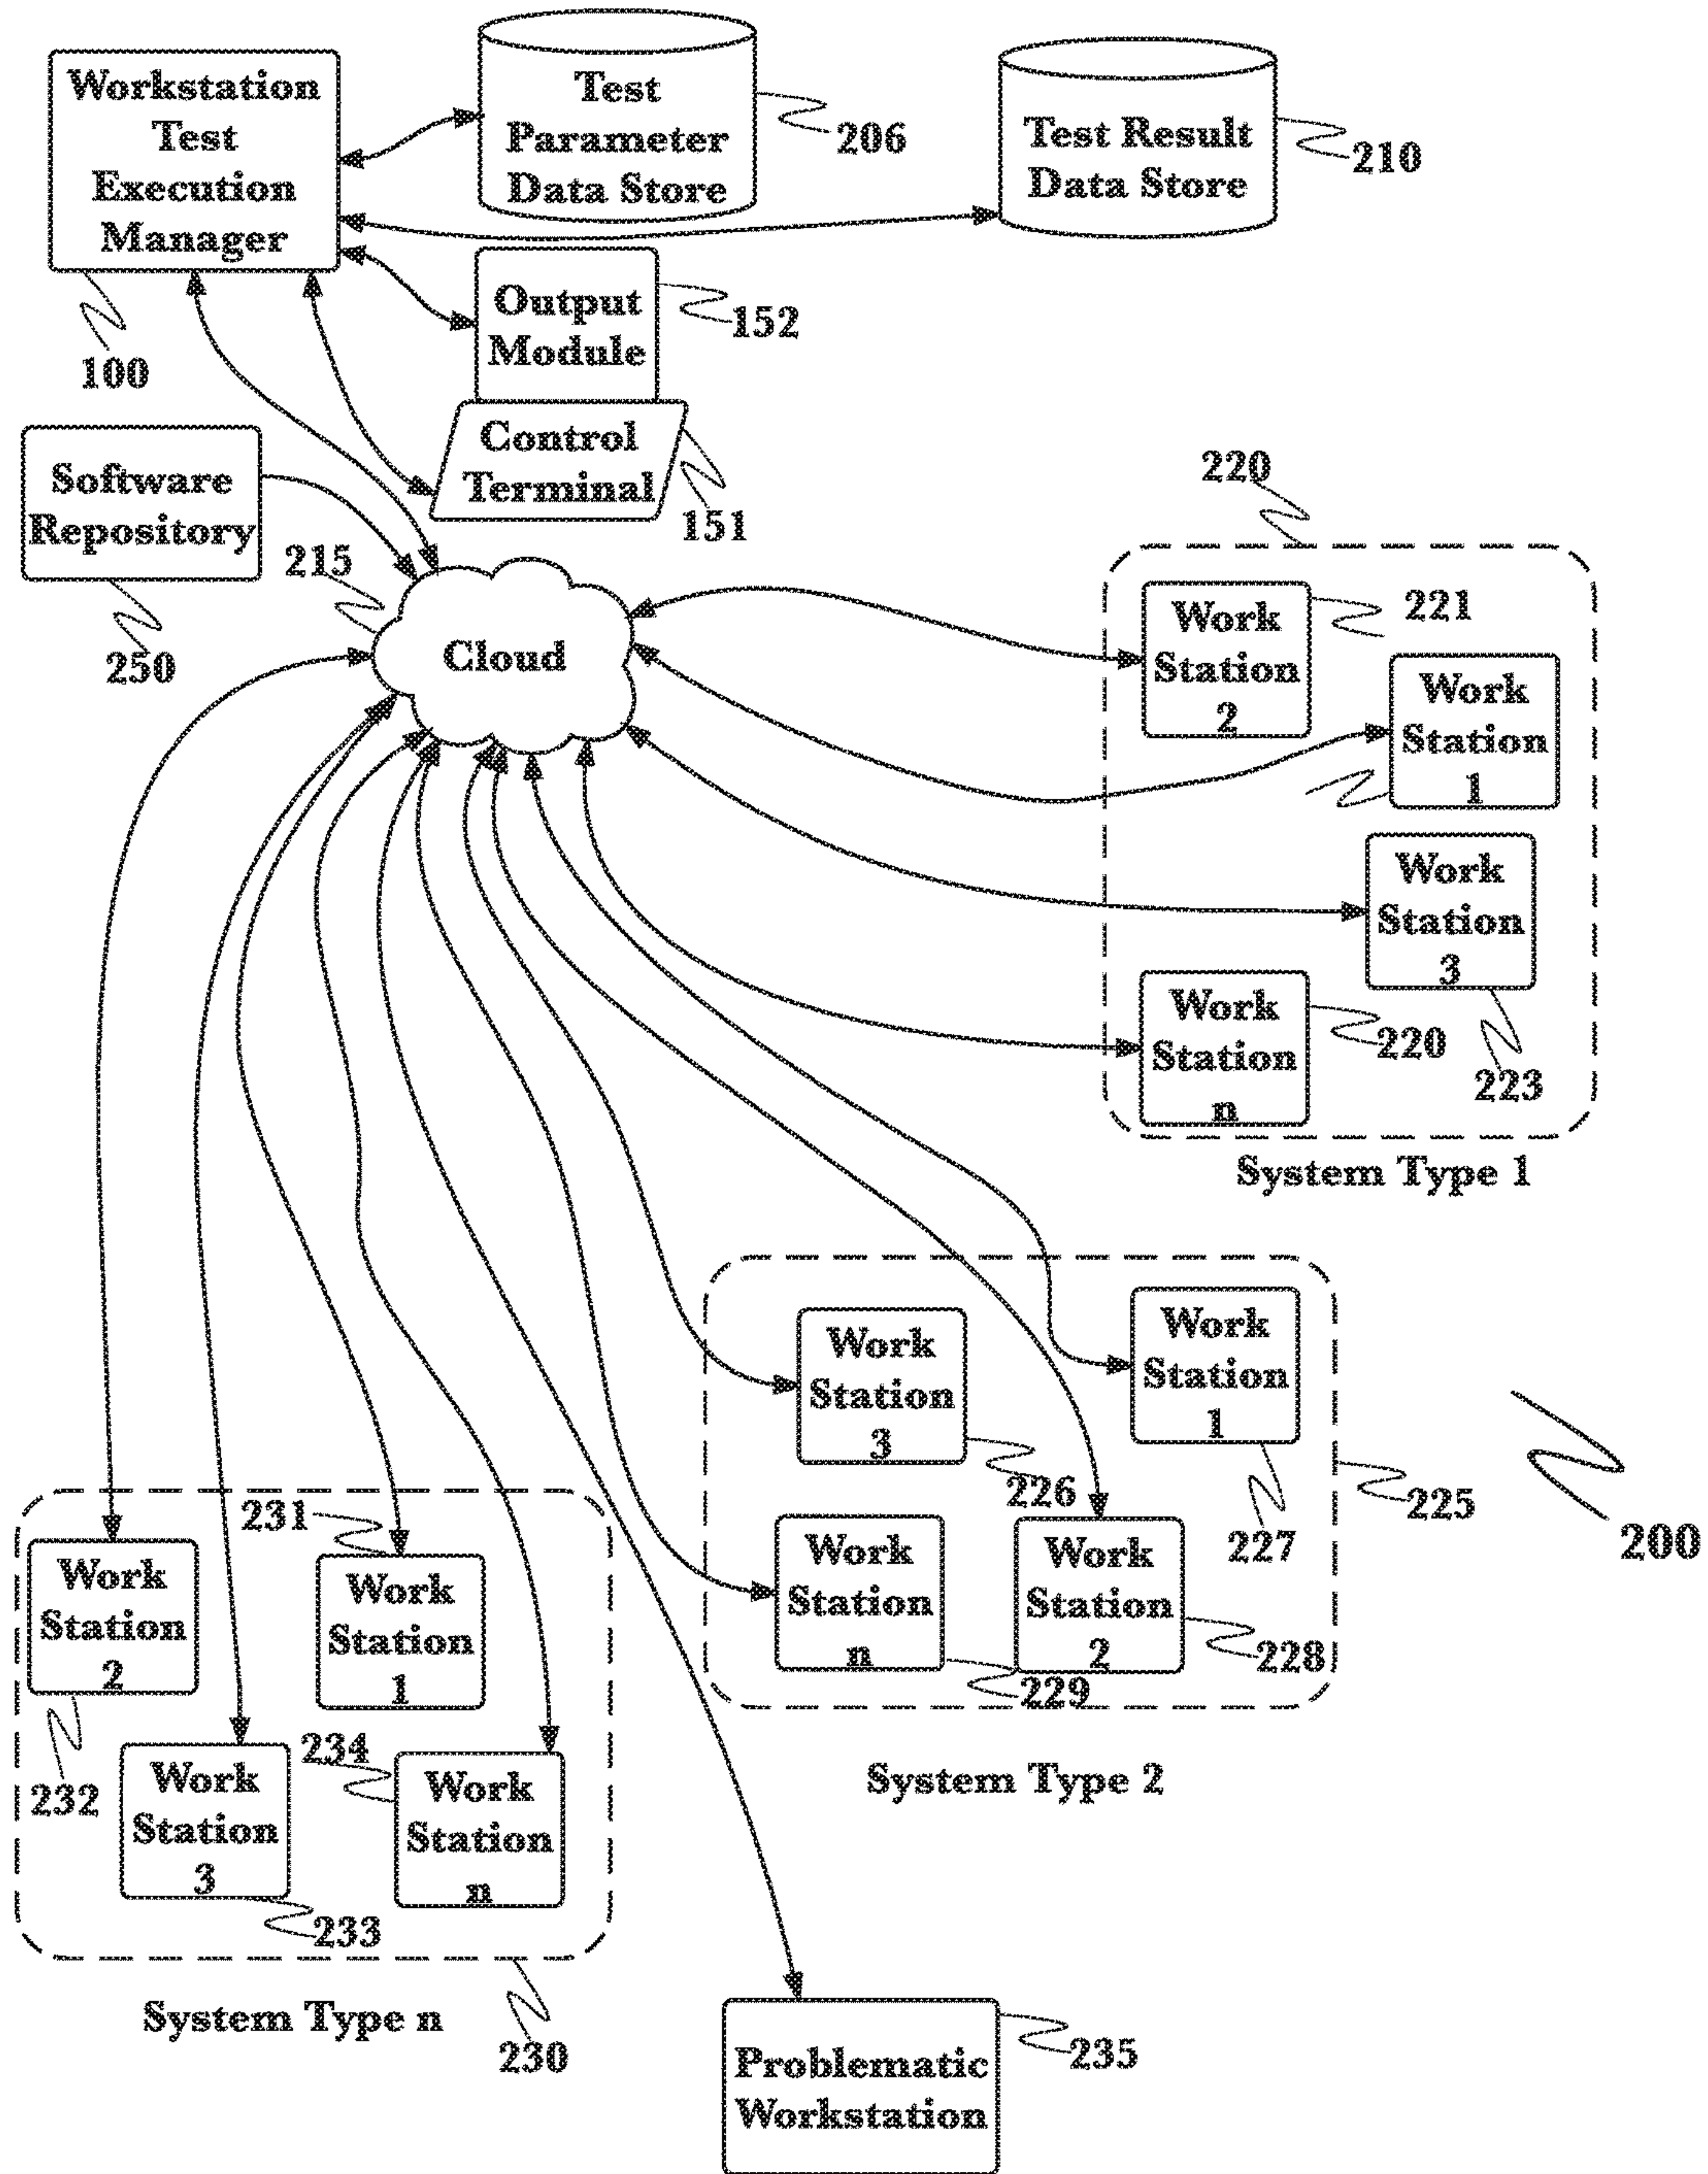 Workstation
Test
Execution
Manager
100
Test
Parameter
Data Store
206
Test Result
Data Store
210
Output
Module
152
Control
Terminal
151
Software
Repository
250
215
Cloud
220
Work
Station
2
221
Work
Station
1
Work
Station
3
223
Work
Station
n
220
System Type 1
Work
Station
3
226
Work
Station
1
227
225
200
Work
Station
n
229
Work
Station
2
228
System Type 2
231
Work
Station
2
232
Work
Station
1
Work
Station
3
233
234
Work
Station
n
System Type n
230
Problematic
Workstation
235